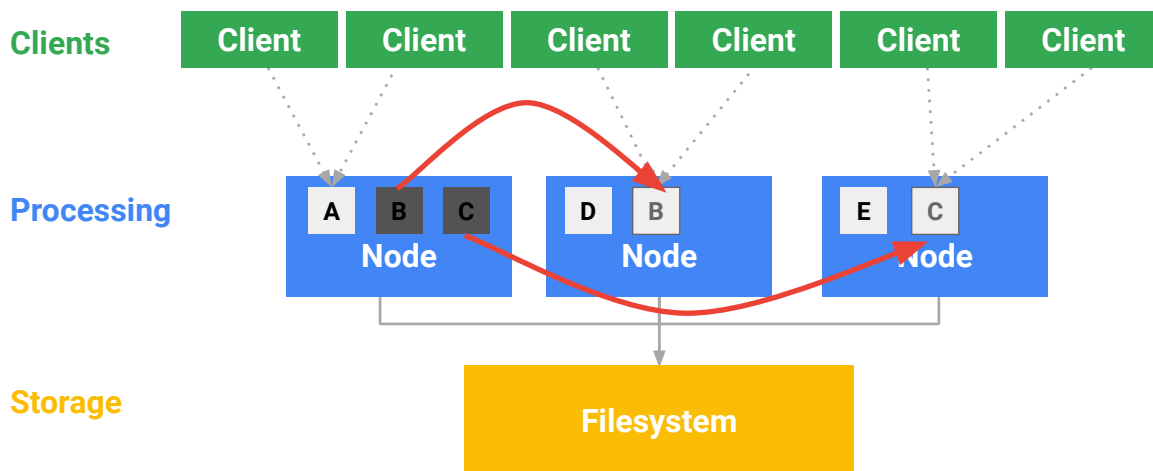 Clients
Client Client Client Client Client Client
Processing
A B C D B E C
Node Node Node
Storage
Filesystem